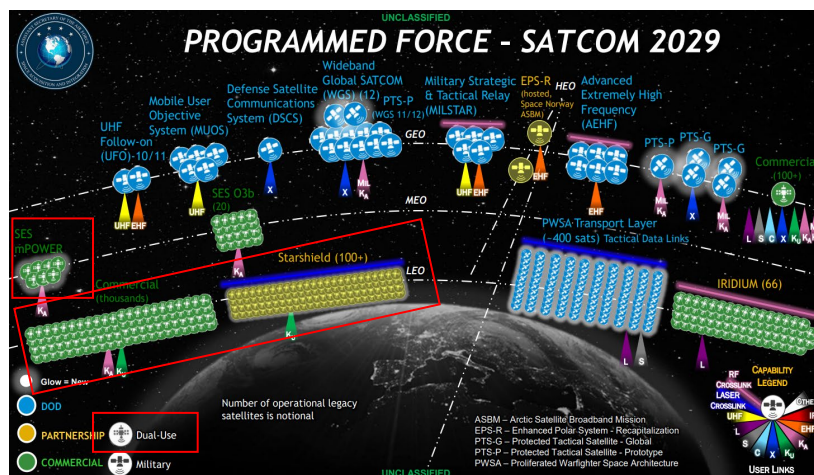 UNCLASSIFIED
PROGRAMMED FORCE - SATCOM 2029
Wideband
Global SATCOM
(WGS) (12)
PTS-P
(WGS 11/12)
Defense Satellite
Communications
System (DSCS)
Mobile User
Objective
System (MUOS)
UHF
Follow-on
(UFO)-10/11
Military Strategic
& Tactical Relay
(MILSTAR)
EPS-R
(hosted,
Space Norway
ASBM)
HEO
Advanced
Extremely High
Frequency
(AEHF)
PTS-P
PTS-G
PTS-G
Commercial
(100+)
GEO
UHF
EHF
UHF
X
X
MIL
KA
UHF
EHF
EHF
EHF
MIL
KA
X
MIL
KA
L
S
C
X
KU
KA
MEO
SES O3b
(20)
KA
SES
mPOWER
KA
LEO
Commercial
(thousands)
KA
KU
Starshield (100+)
KU
PWSA Transport Layer
(~400 sats) Tactical Data Links
L
S
IRIDIUM (66)
L
Glow = New
DOD
PARTNERSHIP
Dual-Use
COMMERCIAL
Military
Number of operational legacy
satellites is notional
ASBM – Arctic Satellite Broadband Mission
EPS-R – Enhanced Polar System - Recapitalization
PTS-G – Protected Tactical Satellite - Global
PTS-P – Protected Tactical Satellite - Prototype
PWSA – Proliferated Warfighter Space Architecture
CAPABILITY
LEGEND
RF
CROSSLINK
LASER
CROSSLINK
UHF
L
S
C
X
KU
KA
EHF
USER LINKS
UNCLASSIFIED